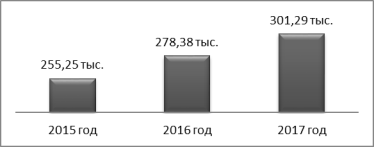 301,29 тыс.
278,38 тыс.
255,25 тыс.
2015 год 2016 год 2017 год